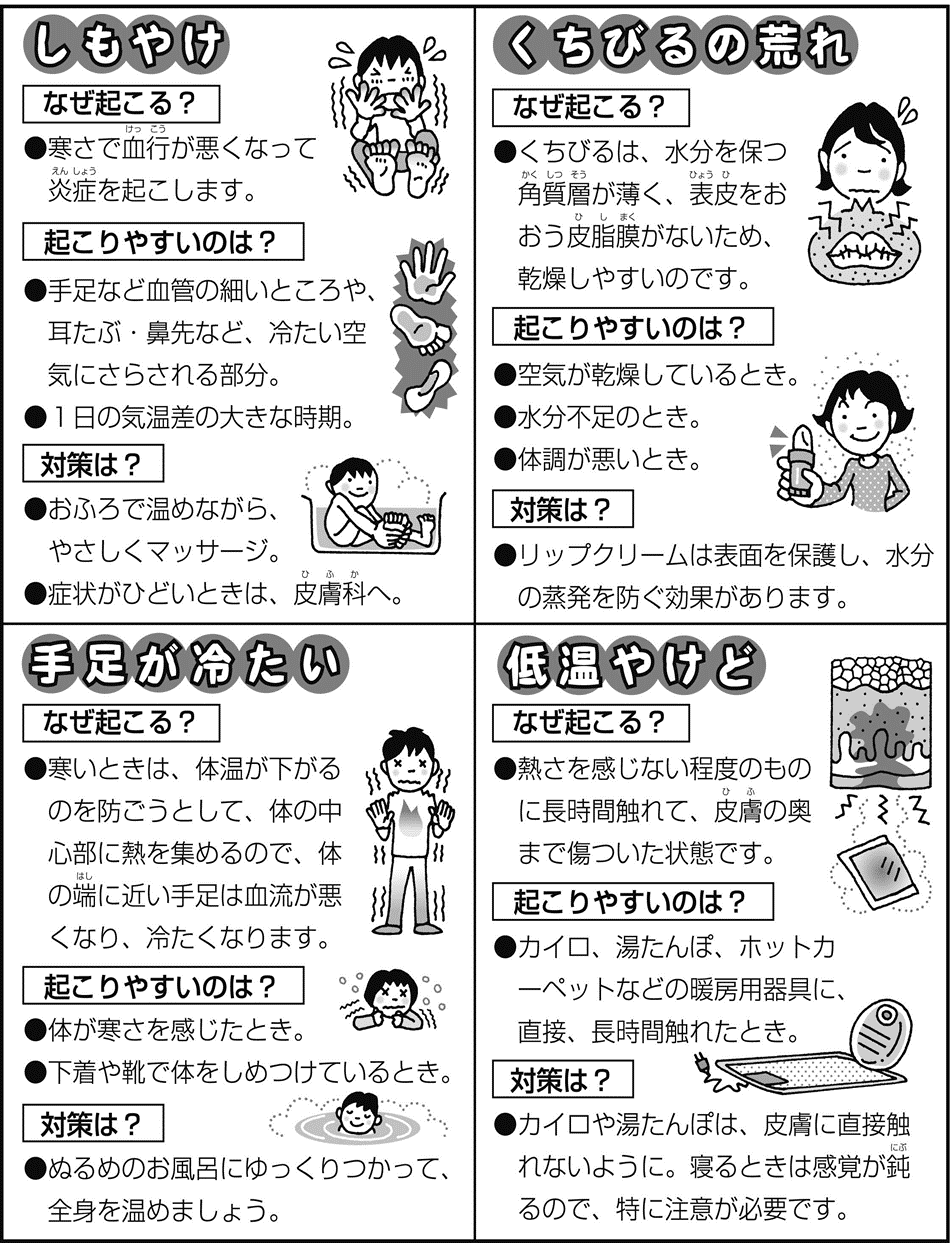 しもやけ
なぜ起こる？
●寒さで血行が悪くなって
炎症を起こします。
起こりやすいのは？
●手足など血管の細いところや、
耳たぶ・鼻先など、冷たい空
気にさらされる部分。
●１日の気温差の大きな時期。
対策は？
●おふろで温めながら、
やさしくマッサージ。
●症状がひどいときは、皮膚科へ。
くちびるの荒れ
なぜ起こる？
●くちびるは、水分を保つ
角質層が薄く、表皮をお
おう皮脂膜がないため、
乾燥しやすいのです。
起こりやすいのは？
●空気が乾燥しているとき。
●水分不足のとき。
●体調が悪いとき。
対策は？
●リップクリームは表面を保護し、水分
の蒸発を防ぐ効果があります。
手足が冷たい
なぜ起こる？
●寒いときは、体温が下がる
のを防ごうとして、体の中
心部に熱を集めるので、体
の端に近い手足は血流が悪
くなり、冷たくなります。
起こりやすいのは？
●体が寒さを感じたとき。
●下着や靴で体をしめつけているとき。
対策は？
●ぬるめのお風呂にゆっくりつかって、
全身を温めましょう。
低温やけど
なぜ起こる？
●熱さを感じない程度のもの
に長時間触れて、皮膚の奥
まで傷ついた状態です。
起こりやすいのは？
●カイロ、湯たんぽ、ホットカ
ーペットなどの暖房用器具に、
直接、長時間触れたとき。
対策は？
●カイロや湯たんぽは、皮膚に直接触
れないように。寝るときは感覚が鈍
るので、特に注意が必要です。